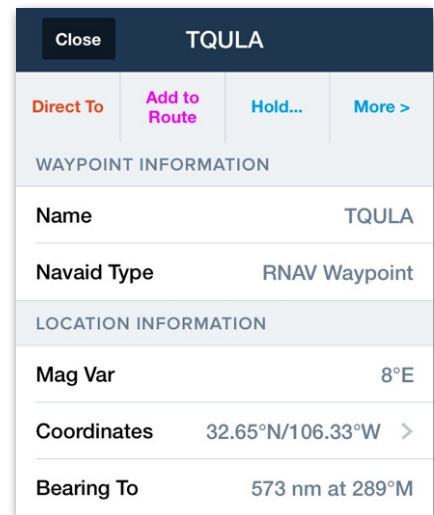 Close TQULA
Direct To Add to Route Hold... More >
WAYPOINT INFORMATION
Name TQULA
Navaid Type RNAV Waypoint
LOCATION INFORMATION
Mag Var 8°E
Coordinates 32.65°N/106.33°W >
Bearing To 573 nm at 289°M